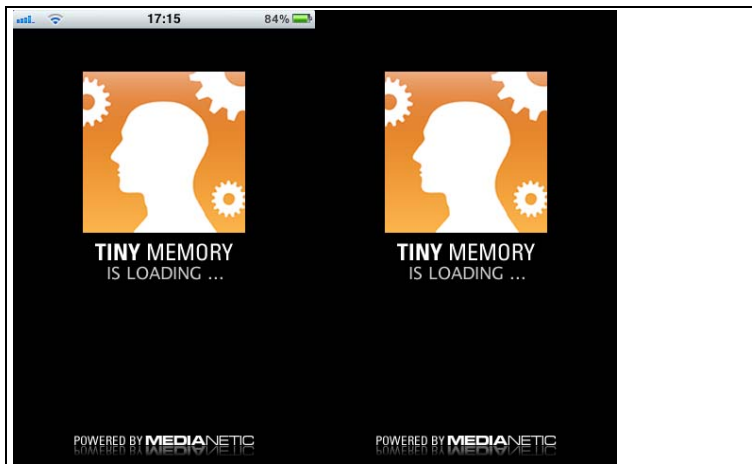 17:15
84%
TINY MEMORY
IS LOADING ...
POWERED BY MEDIANETIC
TINY MEMORY
IS LOADING ...
POWERED BY MEDIANETIC